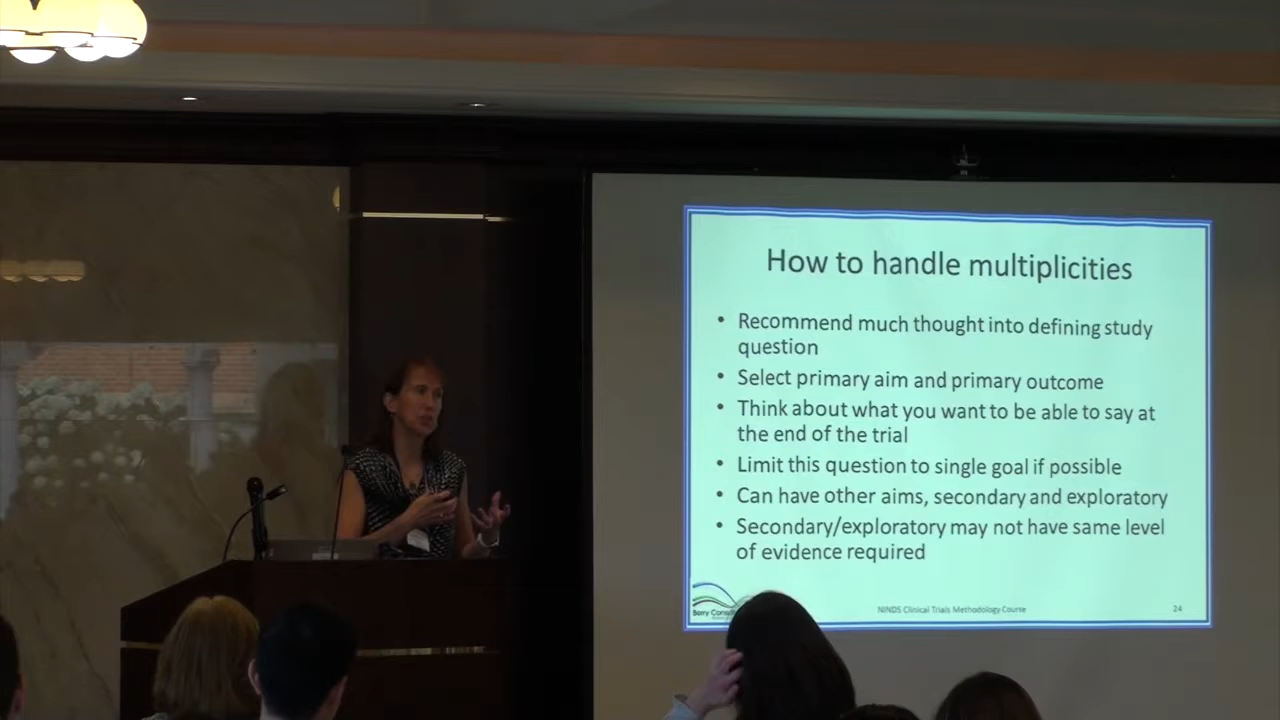 How to handle multiplicities
• Recommend much thought into defining study
question
• Select primary aim and primary outcome
• Think about what you want to be able to say at
the end of the trial
• Limit this question to single goal if possible
• Can have other aims, secondary and exploratory
• Secondary/exploratory may not have same level
of evidence required
Berry
NINDS Clinical Trials Methodology Course
24